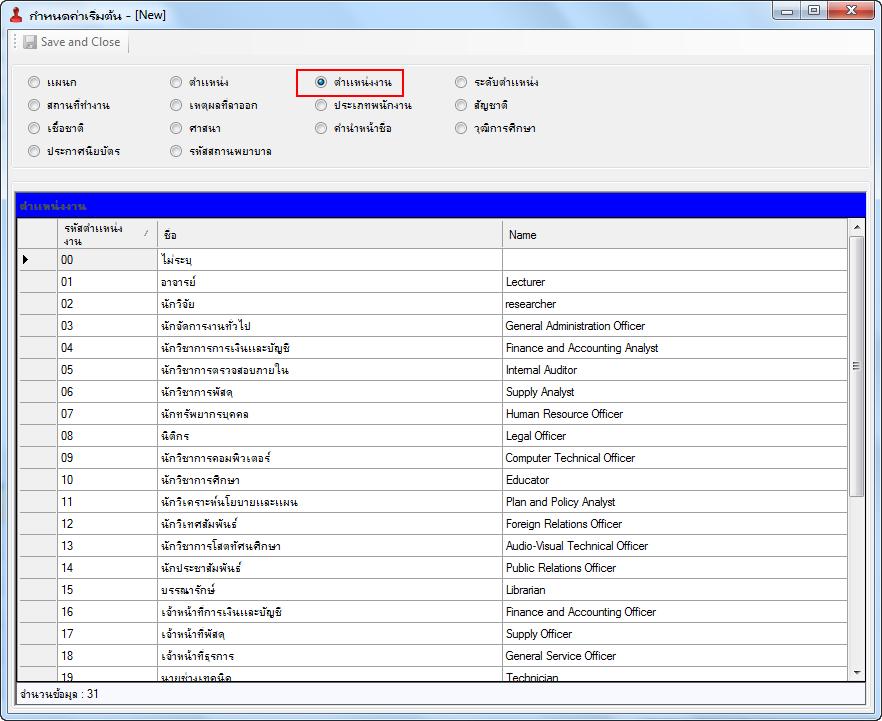 กำหนดค่าเริ่มต้น - [New]
Save and Close
แผนก ตำแหน่ง ตำแหน่งงาน ระดับตำแหน่ง
สถานที่ทำงาน เหตุผลที่ลาออก ประเภทพนักงาน สัญชาติ
เชื้อชาติ ศาสนา คำนำหน้าชื่อ วุฒิการศึกษา
ประกาศนียบัตร รหัสสถานพยาบาล
ตำแหน่งงาน
รหัสตำแหน่งงาน ชื่อ Name
00 ไม่ระบุ
01 อาจารย์ Lecturer
02 นักวิจัย researcher
03 นักจัดการงานทั่วไป General Administration Officer
04 นักวิชาการการเงินและบัญชี Finance and Accounting Analyst
05 นักวิชาการตรวจสอบภายใน Internal Auditor
06 นักวิชาการพัสดุ Supply Analyst
07 นักทรัพยากรบุคคล Human Resource Officer
08 นิติกร Legal Officer
09 นักวิชาการคอมพิวเตอร์ Computer Technical Officer
10 นักวิชาการศึกษา Educator
11 นักวิเคราะห์นโยบายและแผน Plan and Policy Analyst
12 นักวิเทศสัมพันธ์ Foreign Relations Officer
13 นักวิชาการโสตทัศนศึกษา Audio-Visual Technical Officer
14 นักประชาสัมพันธ์ Public Relations Officer
15 บรรณารักษ์ Librarian
16 เจ้าหน้าที่การเงินและบัญชี Finance and Accounting Officer
17 เจ้าหน้าที่พัสดุ Supply Officer
18 เจ้าหน้าที่ธุรการ General Service Officer
19 นายช่างเทคนิค Technician
จำนวนข้อมูล : 31